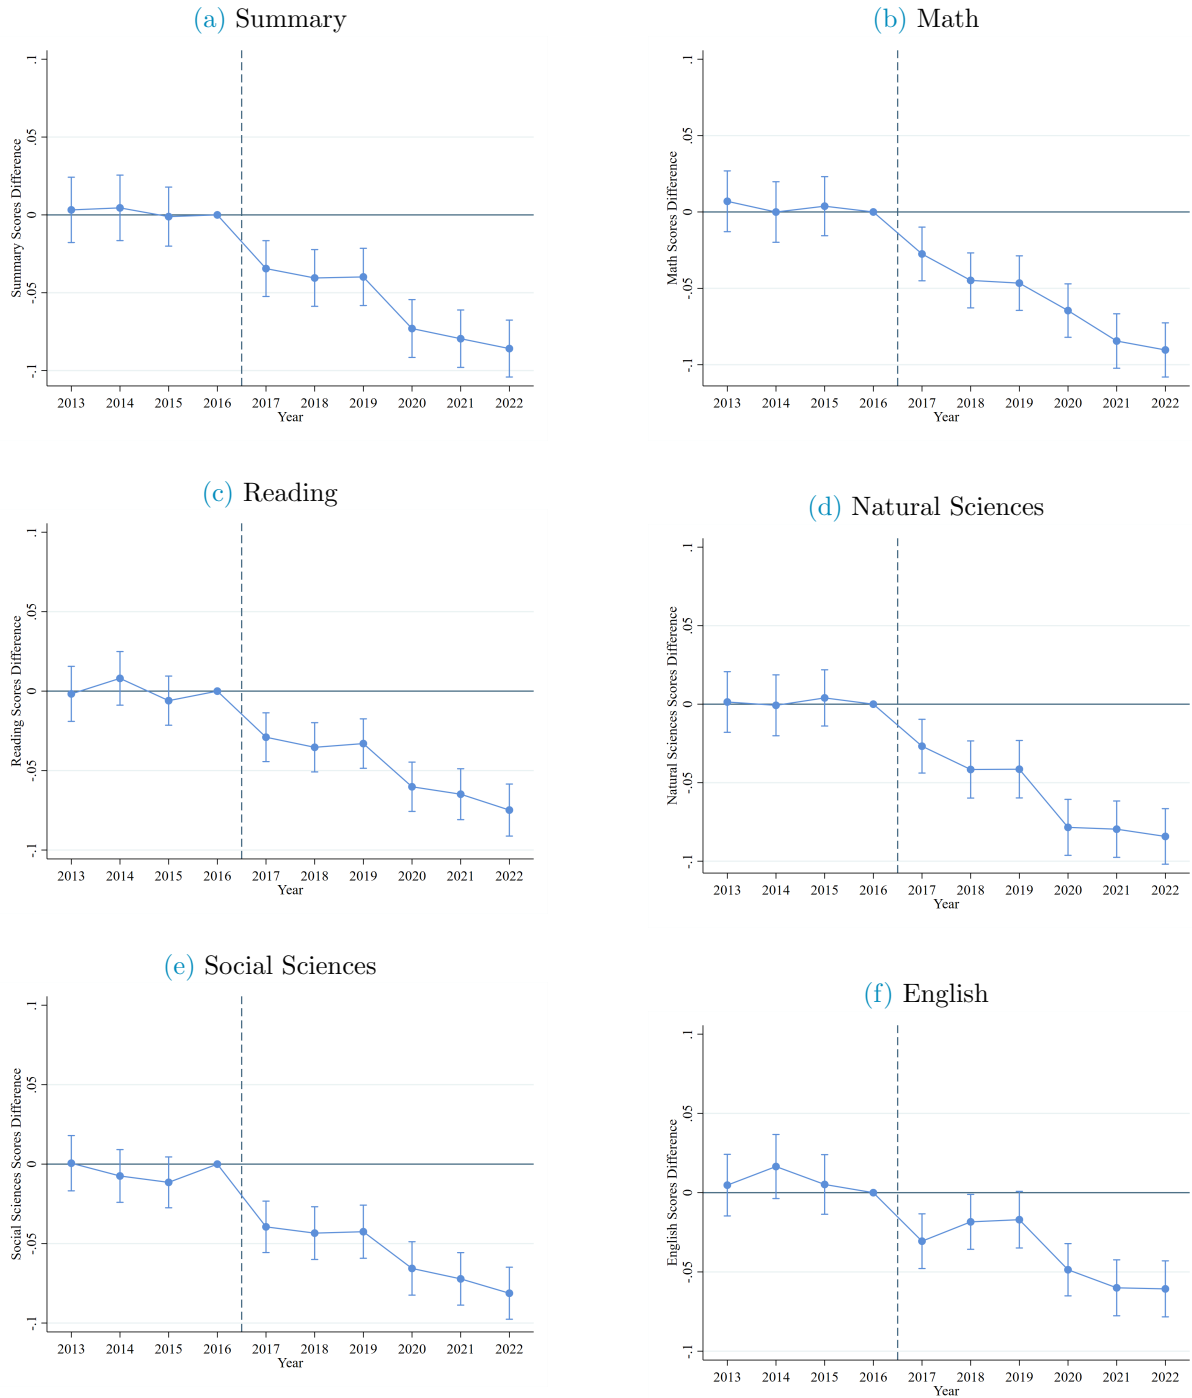 (a) Summary
Summary Scores Difference
.1
.05
0
-.05
-.1
2013 2014 2015 2016 2017 2018 2019 2020 2021 2022
Year
(b) Math
Math Scores Difference
.1
.05
0
-.05
-.1
2013 2014 2015 2016 2017 2018 2019 2020 2021 2022
Year
(c) Reading
Reading Scores Difference
.1
.05
0
-.05
-.1
2013 2014 2015 2016 2017 2018 2019 2020 2021 2022
Year
(d) Natural Sciences
Natural Sciences Scores Difference
.1
.05
0
-.05
-.1
2013 2014 2015 2016 2017 2018 2019 2020 2021 2022
Year
(e) Social Sciences
Social Sciences Scores Difference
.1
.05
0
-.05
-.1
2013 2014 2015 2016 2017 2018 2019 2020 2021 2022
Year
(f) English
English Scores Difference
.1
.05
0
-.05
-.1
2013 2014 2015 2016 2017 2018 2019 2020 2021 2022
Year